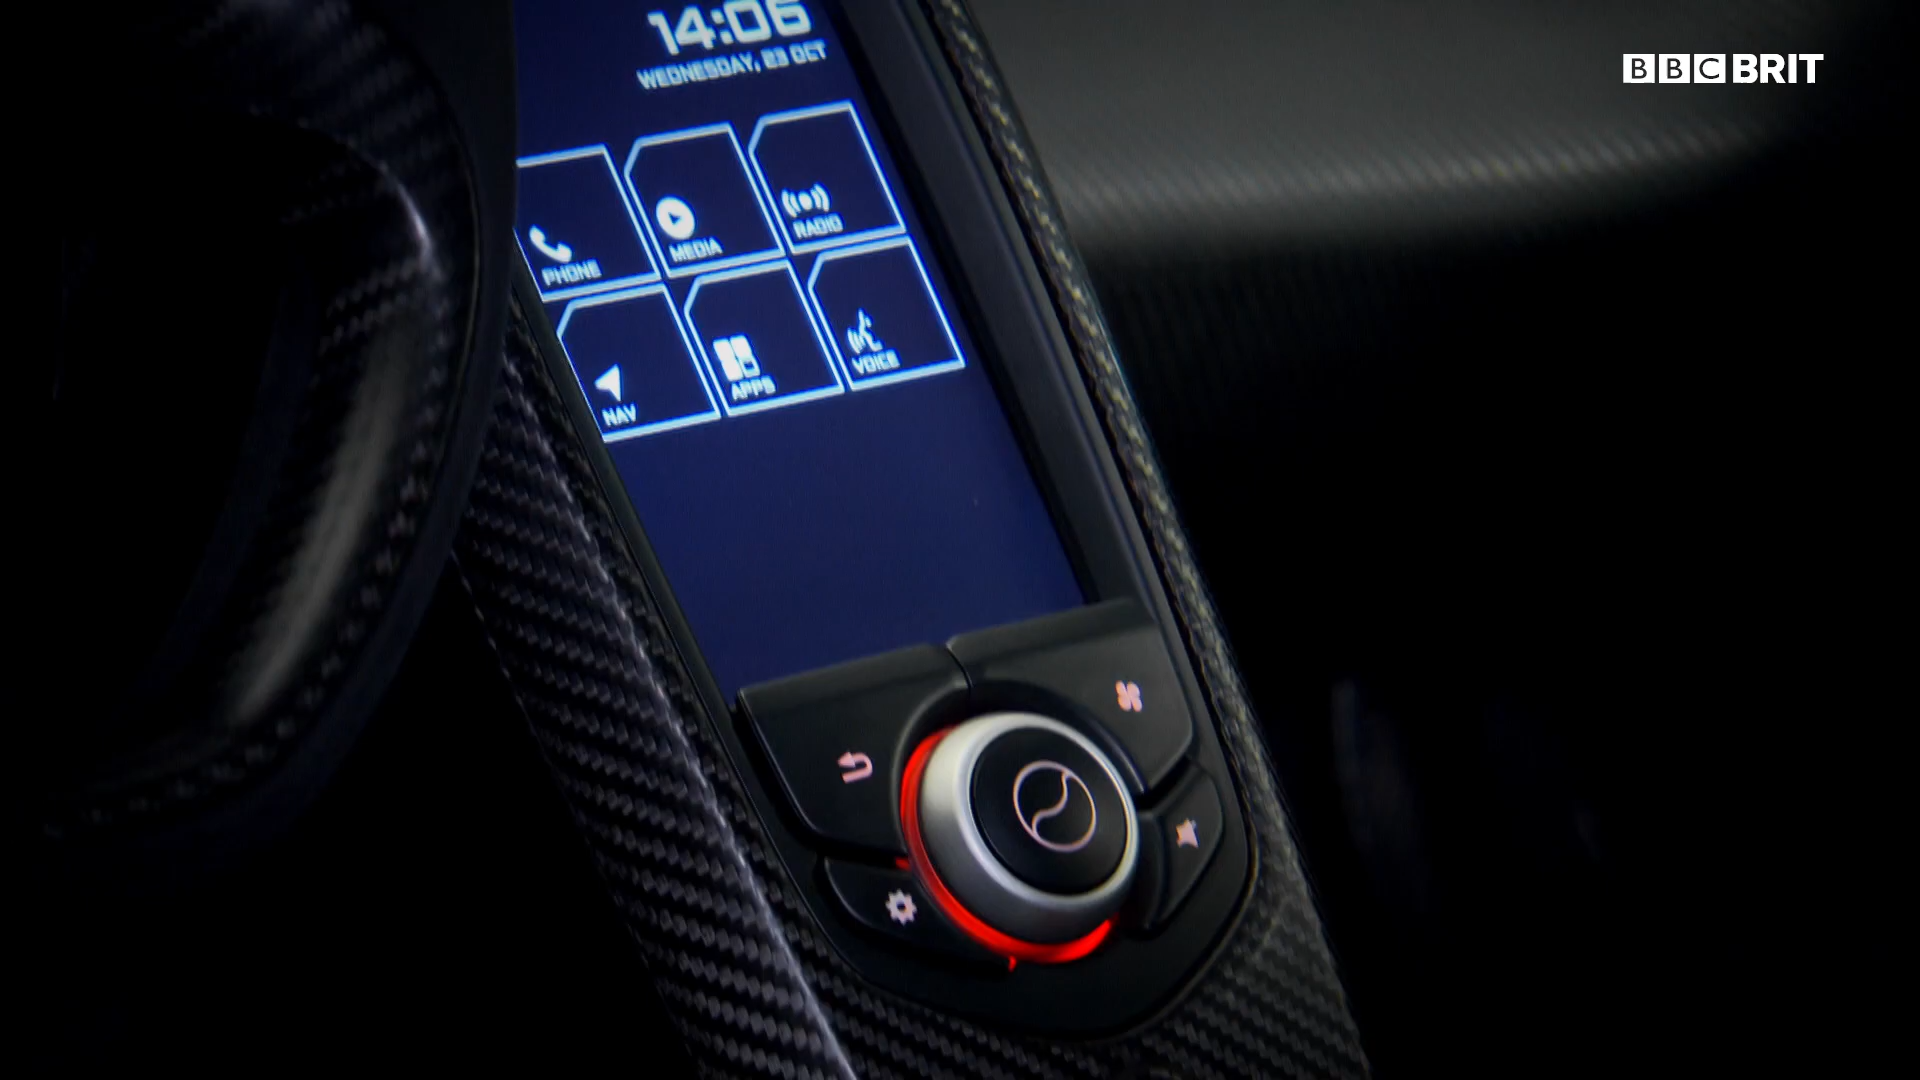 BBC BRIT
14:06
WEDNESDAY, 23 OCT
PHONE
MEDIA
RADIO
NAV
APPS
VOICE